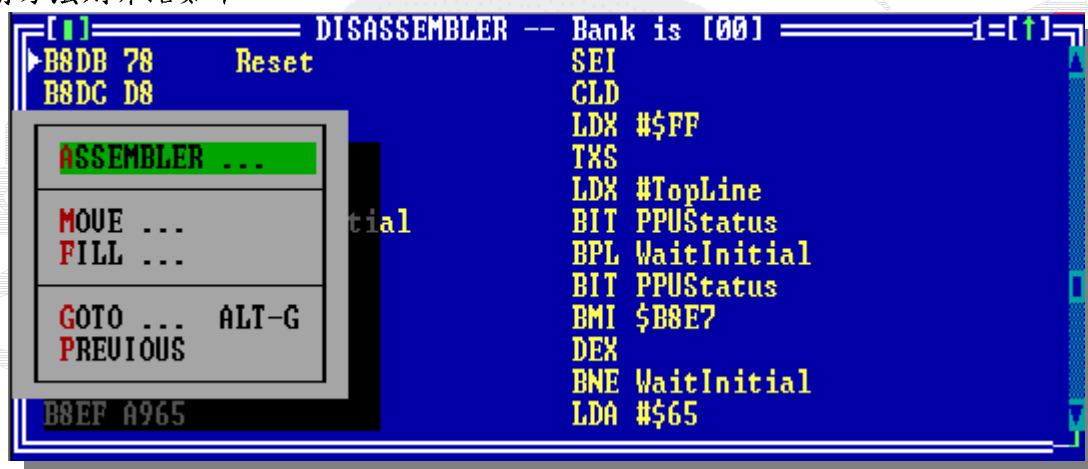 =[▮]= DISASSEMBLER -- Bank is [00] =1=[↑]=
B8DB 78 Reset SEI
B8DC D8 CLD
LDX #$FF
ASSEMBLER ... TXS
LDX #TopLine
MOVE ... tial BIT PPUStatus
FILL ... BPL WaitInitial
BIT PPUStatus
GOTO ... ALT-G BMI $B8E7
PREVIOUS DEX
BNE WaitInitial
B8EF A965 LDA #$65